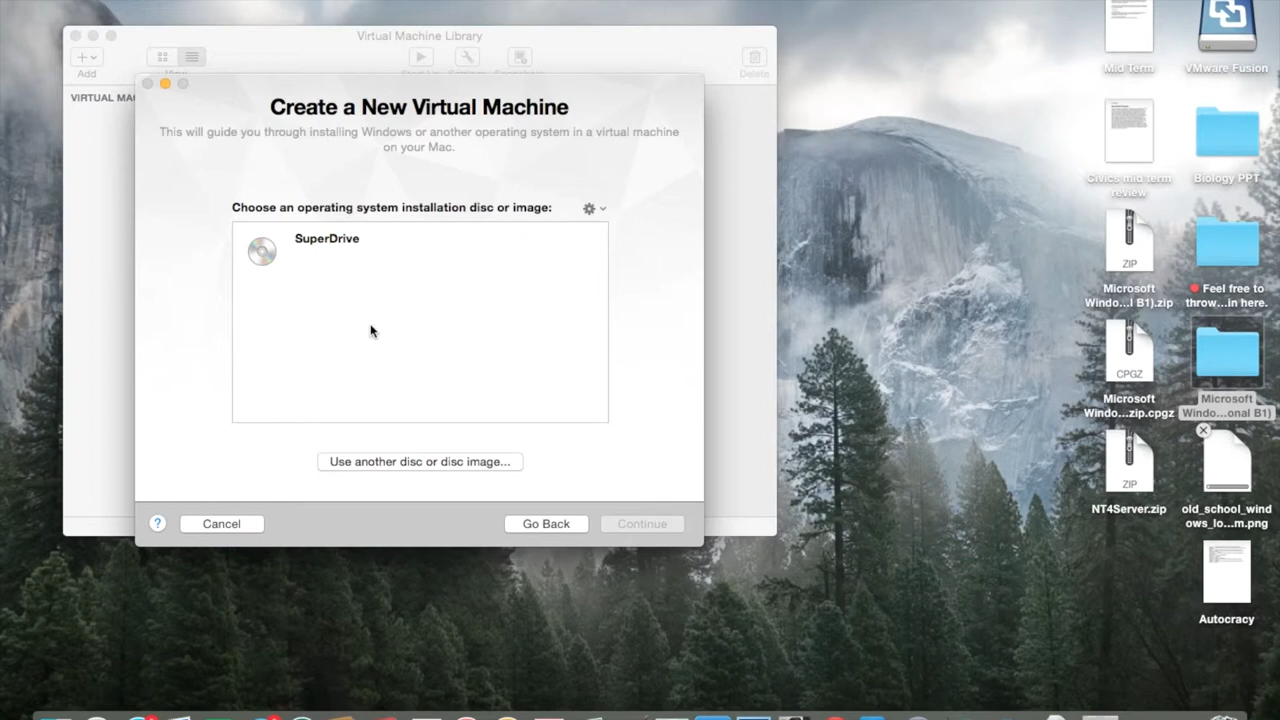 Virtual Machine Library
Add
View
Delete
VIRTUAL MA
Create a New Virtual Machine
This will guide you through installing Windows or another operating system in a virtual machine
on your Mac.
Choose an operating system installation disc or image:
SuperDrive
Use another disc or disc image...
?
Cancel
Go Back
Continue
Mid Term
VMware Fusion
Civics mid term
review
Biology PPT
ZIP
Microsoft
Windo...l B1).zip
Feel free to
throw...in here.
CPGZ
Microsoft
Windo...zip.cpgz
Microsoft
Windo...onal B1)
ZIP
NT4Server.zip
old_school_wind
ows_lo...m.png
Autocracy